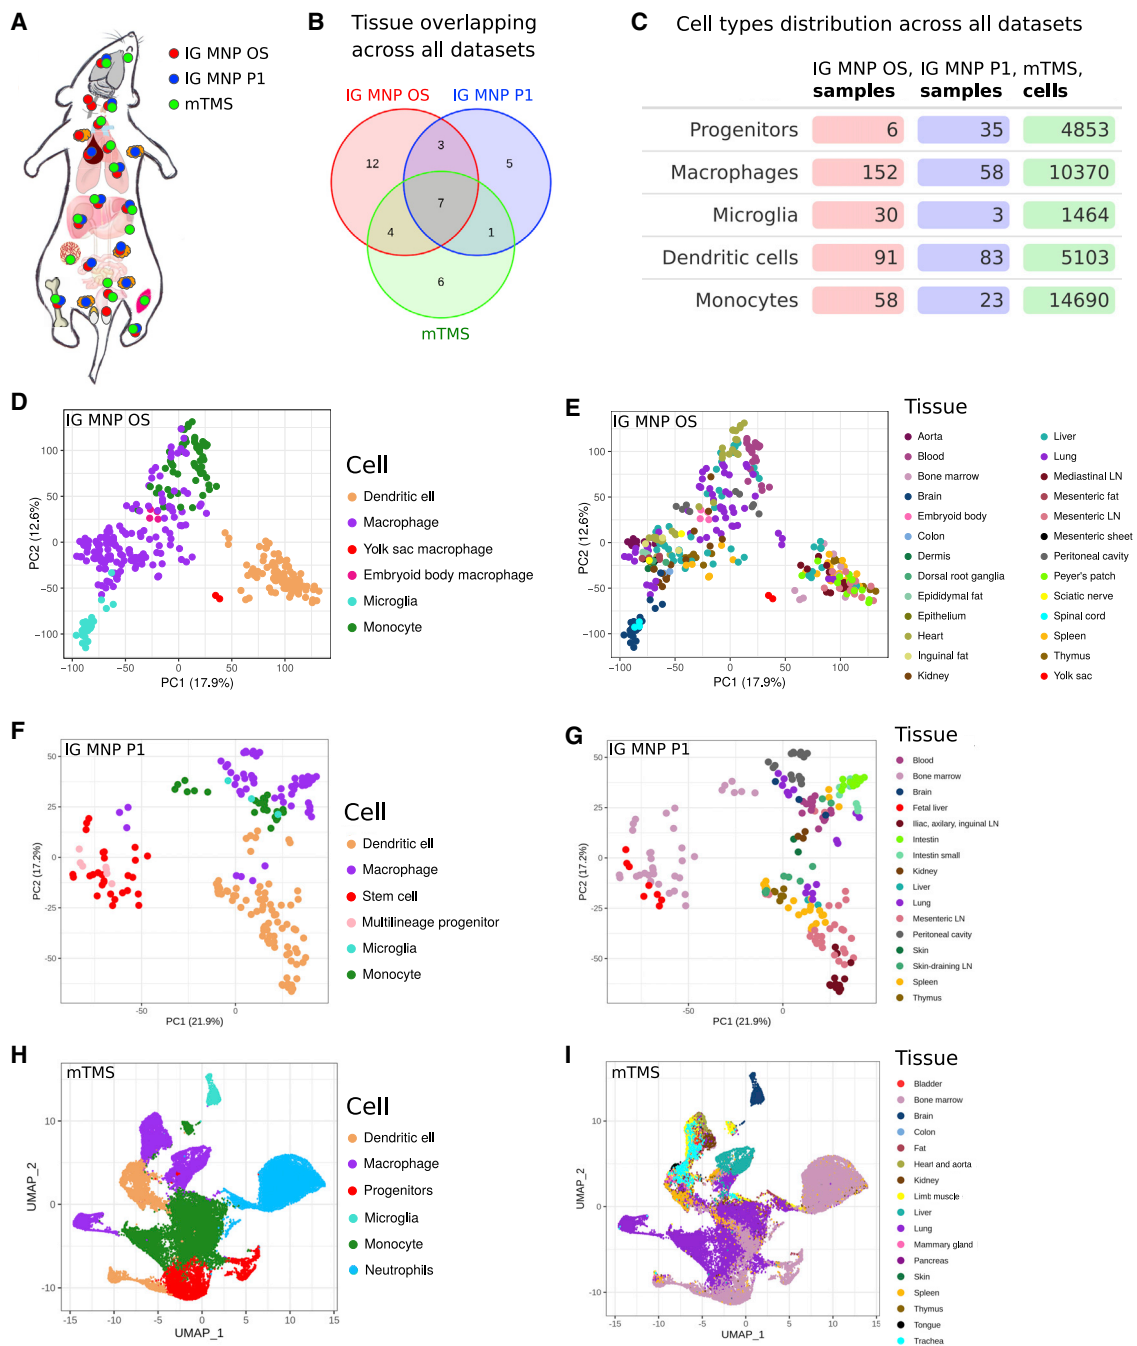 A
IG MNP OS
IG MNP P1
mTMS
B
Tissue overlapping
across all datasets
IG MNP OS
IG MNP P1
3
12
5
7
4
1
6
mTMS
C
Cell types distribution across all datasets
IG MNP OS, IG MNP P1, mTMS,
samples samples cells
Progenitors 6 35 4853
Macrophages 152 58 10370
Microglia 30 3 1464
Dendritic cells 91 83 5103
Monocytes 58 23 14690
D
IG MNP OS
100
50
0
−50
−100
PC2 (12.6%)
−100 −50 0 50 100
PC1 (17.9%)
Cell
Dendritic ell
Macrophage
Yolk sac macrophage
Embryoid body macrophage
Microglia
Monocyte
E
IG MNP OS
100
50
0
−50
−100
PC2 (12.6%)
−100 −50 0 50 100
PC1 (17.9%)
Tissue
Aorta
Blood
Bone marrow
Brain
Embryoid body
Colon
Dermis
Dorsal root ganglia
Epididymal fat
Epithelium
Heart
Inguinal fat
Kidney
Liver
Lung
Mediastinal LN
Mesenteric fat
Mesenteric LN
Mesenteric sheet
Peritoneal cavity
Peyer's patch
Sciatic nerve
Spinal cord
Spleen
Thymus
Yolk sac
F
IG MNP P1
50
25
0
-25
-50
PC2 (17.2%)
-50 0
PC1 (21.9%)
Cell
Dendritic ell
Macrophage
Stem cell
Multilineage progenitor
Microglia
Monocyte
G
IG MNP P1
50
25
0
-25
-50
PC2 (17.2%)
-50 0
PC1 (21.9%)
Tissue
Blood
Bone marrow
Brain
Fetal liver
Iliac, axilary, inguinal LN
Intestin
Intestin small
Kidney
Liver
Lung
Mesenteric LN
Peritoneal cavity
Skin
Skin-draining LN
Spleen
Thymus
H
mTMS
10
0
-10
UMAP_2
-15 -10 -5 0 5 10 15
UMAP_1
Cell
Dendritic ell
Macrophage
Progenitors
Microglia
Monocyte
Neutrophils
I
mTMS
10
0
-10
UMAP_2
-15 -10 -5 0 5 10 15
UMAP_1
Tissue
Bladder
Bone marrow
Brain
Colon
Fat
Heart and aorta
Kidney
Limb muscle
Liver
Lung
Mammary gland
Pancreas
Skin
Spleen
Thymus
Tongue
Trachea